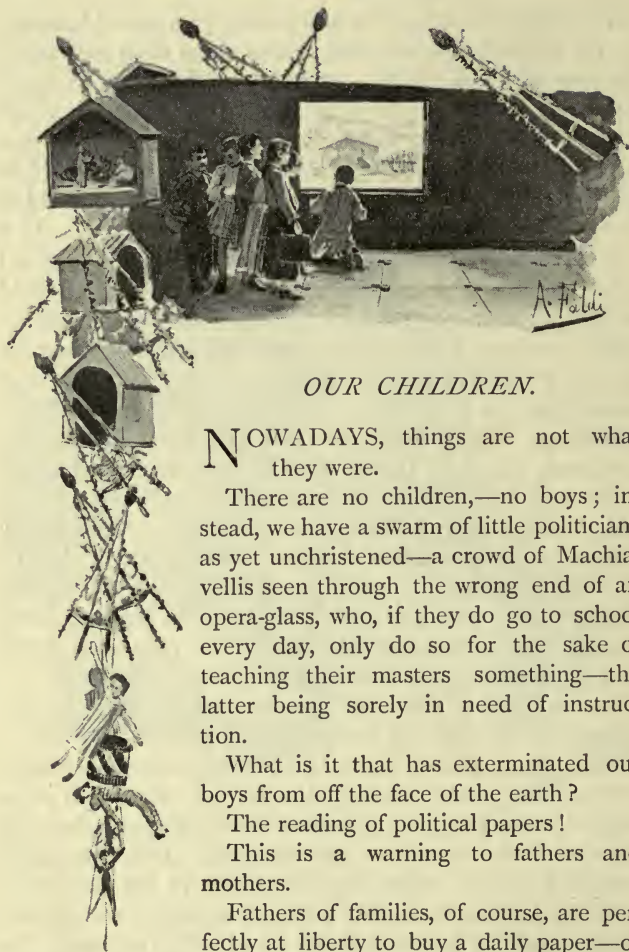 A. Faldi
OUR CHILDREN.
NOWADAYS, things are not wha
they were.
There are no children,—no boys; in
stead, we have a swarm of little politician
as yet unchristened—a crowd of Machia
vellis seen through the wrong end of a
opera-glass, who, if they do go to schoo
every day, only do so for the sake o
teaching their masters something—th
latter being sorely in need of instruc
tion.
What is it that has exterminated ou
boys from off the face of the earth?
The reading of political papers!
This is a warning to fathers an
mothers.
Fathers of families, of course, are per
fectly at liberty to buy a daily paper—o